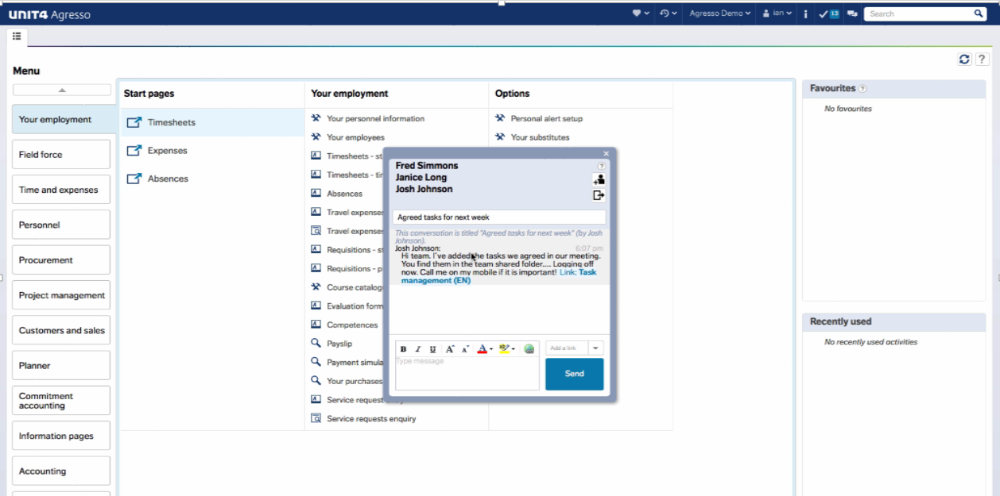 UNIT4 Agresso
Agresso Demo
ian
13
Search
Menu
Your employment
Field force
Time and expenses
Personnel
Procurement
Project management
Customers and sales
Planner
Commitment
accounting
Information pages
Accounting
Start pages
Timesheets
Expenses
Absences
Your employment
Your personnel information
Your employees
Timesheets - st
Timesheets - tir
Absences
Travel expenses
Travel expenses
Requisitions - st
Requisitions - p
Course catalog
Evaluation form
Competences
Payslip
Payment simula
Your purchases
Service request
Service requests enquiry
Options
Personal alert setup
Your substitutes
Fred Simmons
Janice Long
Josh Johnson
Agreed tasks for next week
This conversation is titled "Agreed tasks for next week" (by Josh
Johnson).
Josh Johnson: 6:07 pm
Hi team. I've added the tasks we agreed in our meeting.
You find them in the team shared folder.... Logging off
now. Call me on my mobile if it is important! Link: Task
management (EN)
B I U A A A ab
Add a link
Type message
Send
Favourites ?
No favourites
Recently used
No recently used activities